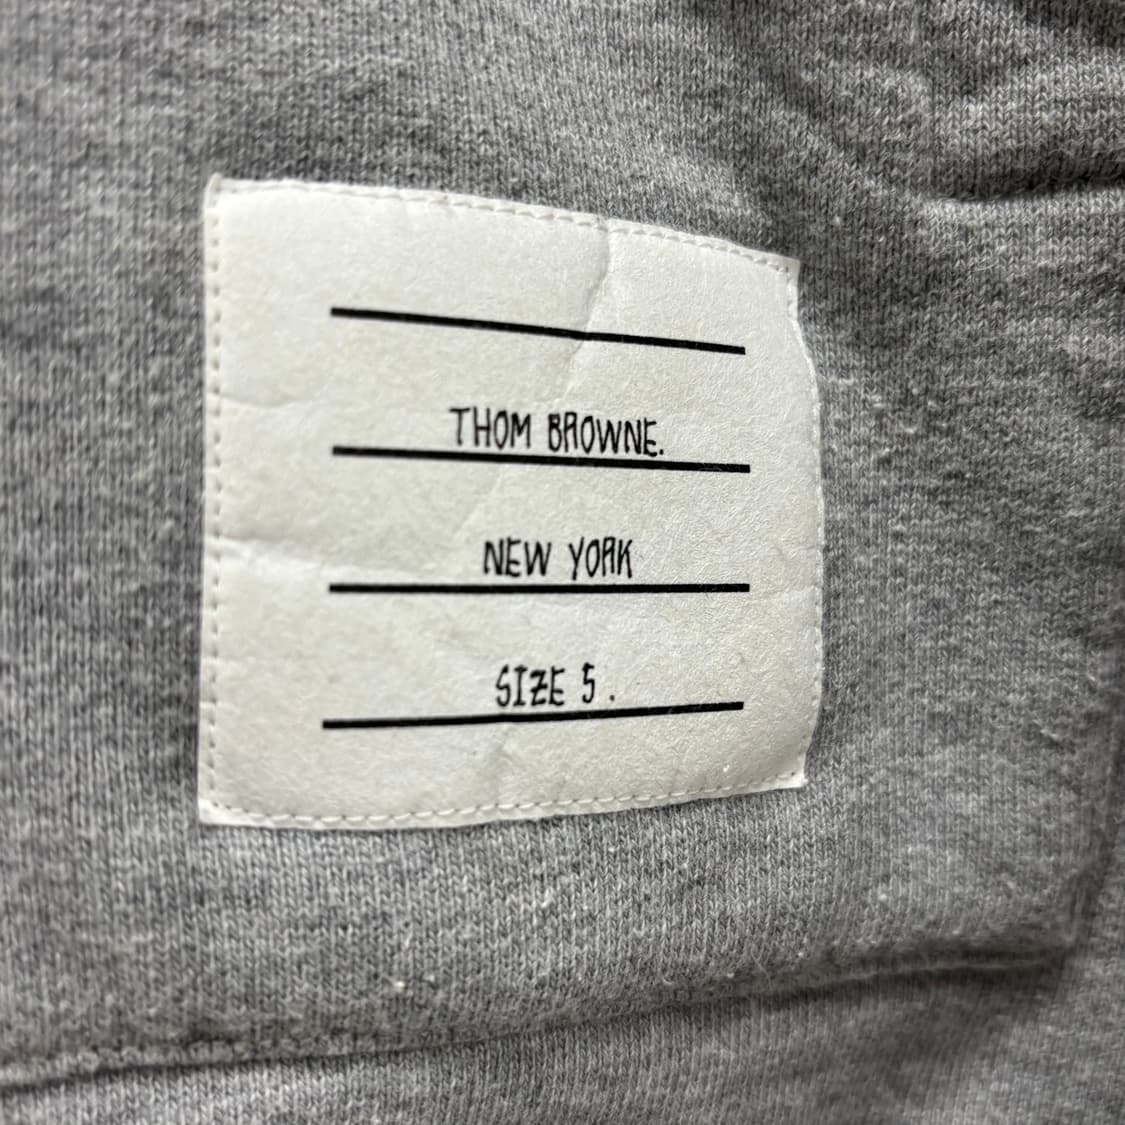 THOM BROWNE.
NEW YORK
SIZE 5 .